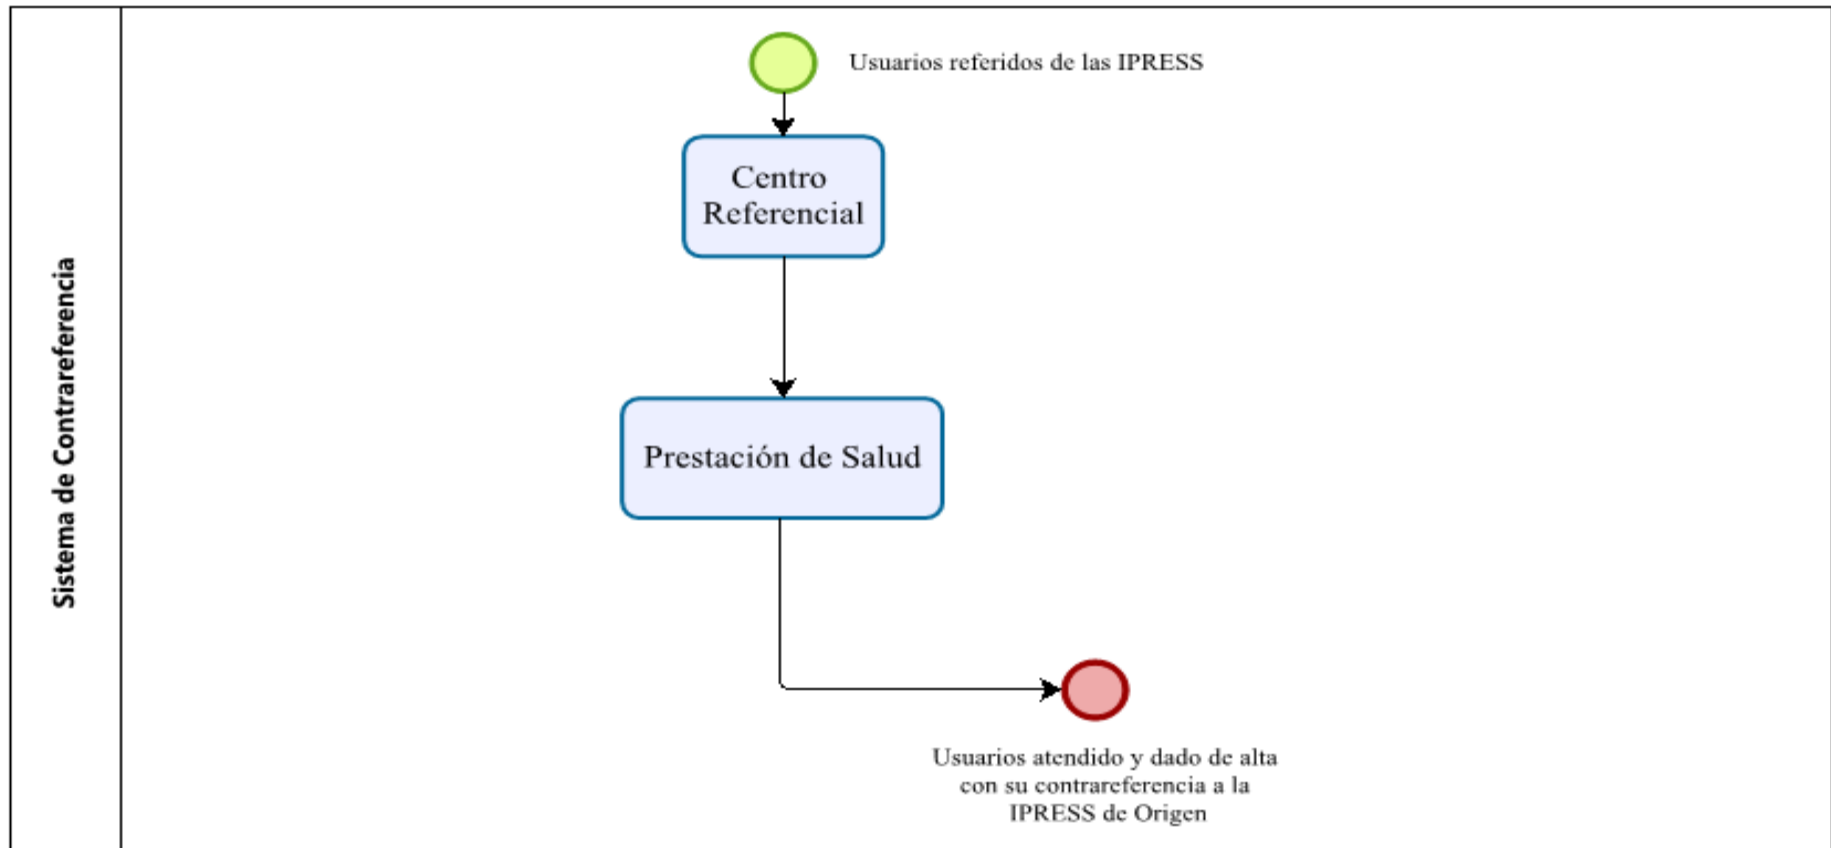 Sistema de Contrareferencia
Usuarios referidos de las IPRESS
Centro
Referencial
Prestación de Salud
Usuarios atendido y dado de alta
con su contrareferencia a la
IPRESS de Origen